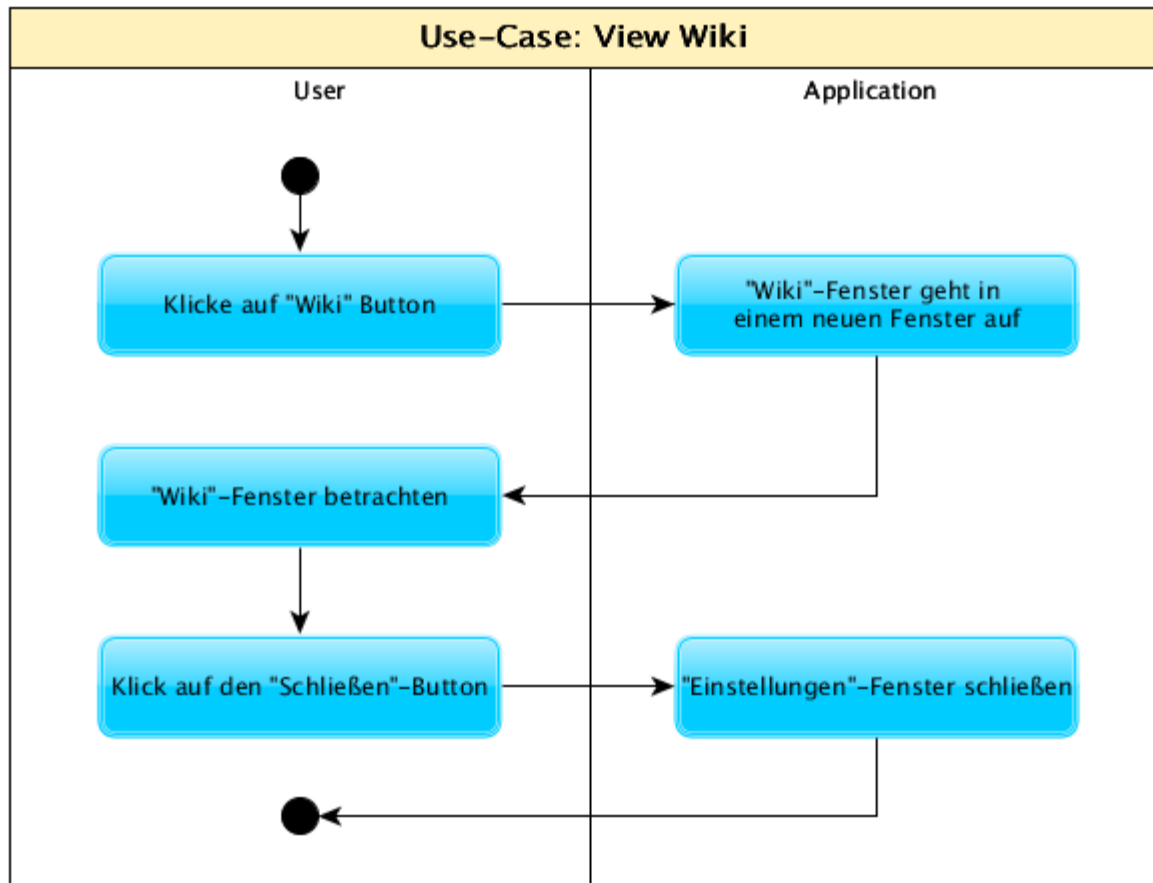 Use-Case: View Wiki
User
Application
Klicke auf "Wiki" Button
"Wiki"-Fenster geht in
einem neuen Fenster auf
"Wiki"-Fenster betrachten
Klick auf den "Schließen"-Button
"Einstellungen"-Fenster schließen